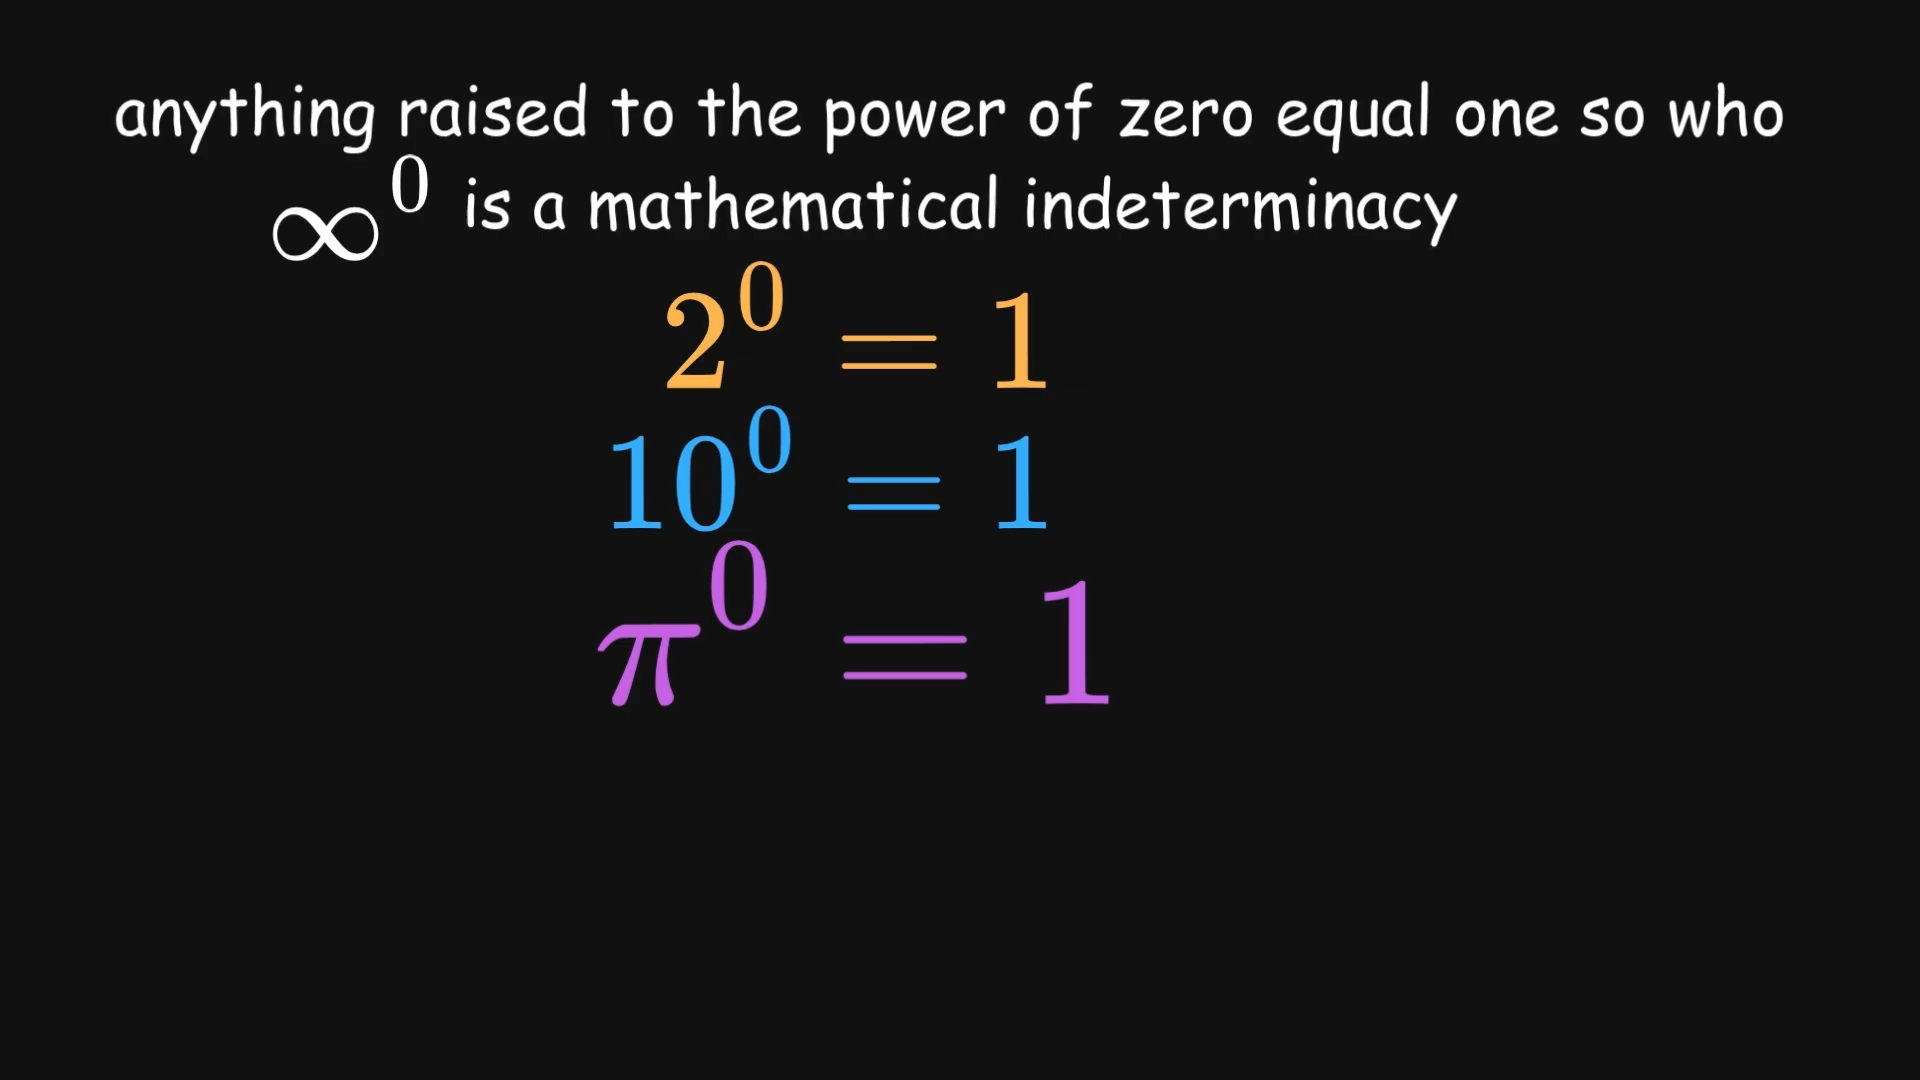 anything raised to the power of zero equal one so who
∞⁰ is a mathematical indeterminacy
2⁰ = 1
10⁰ = 1
π⁰ = 1